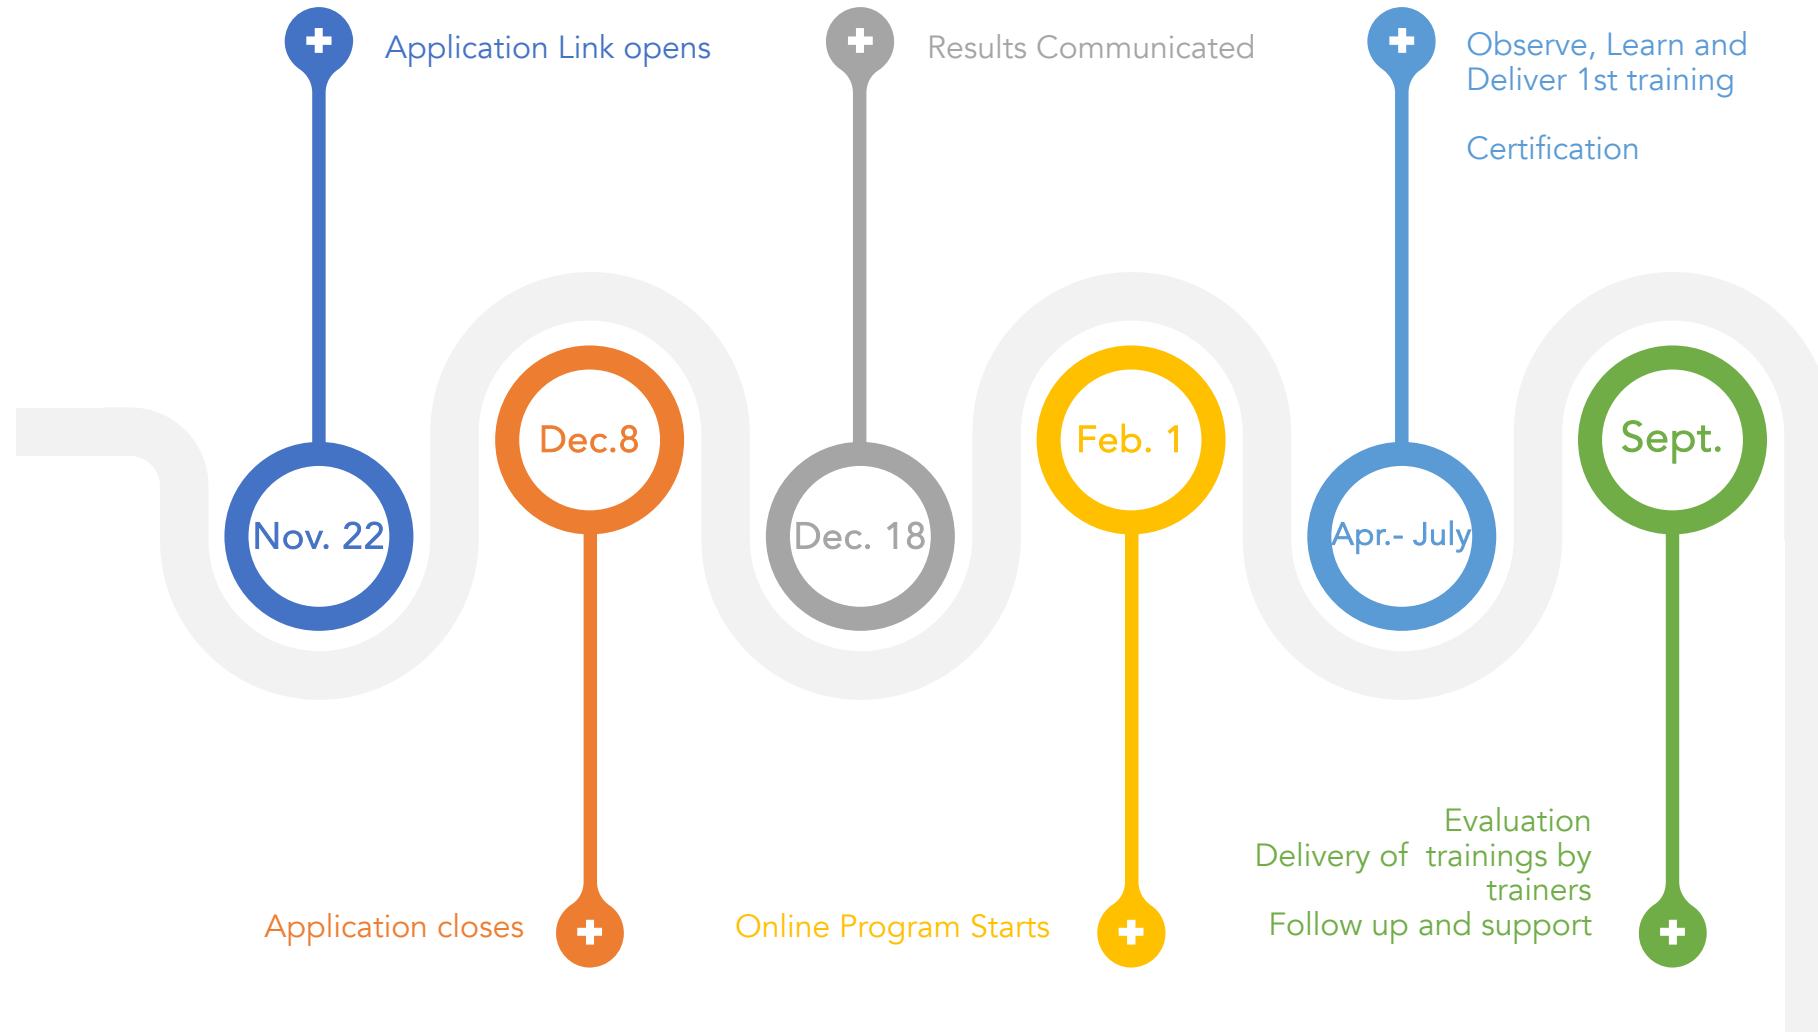 Application Link opens
Results Communicated
Observe, Learn and
Deliver 1st training
Certification
Nov. 22
Dec.8
Dec. 18
Feb. 1
Apr.- July
Sept.
Application closes
Online Program Starts
Evaluation
Delivery of  trainings by
trainers
Follow up and support